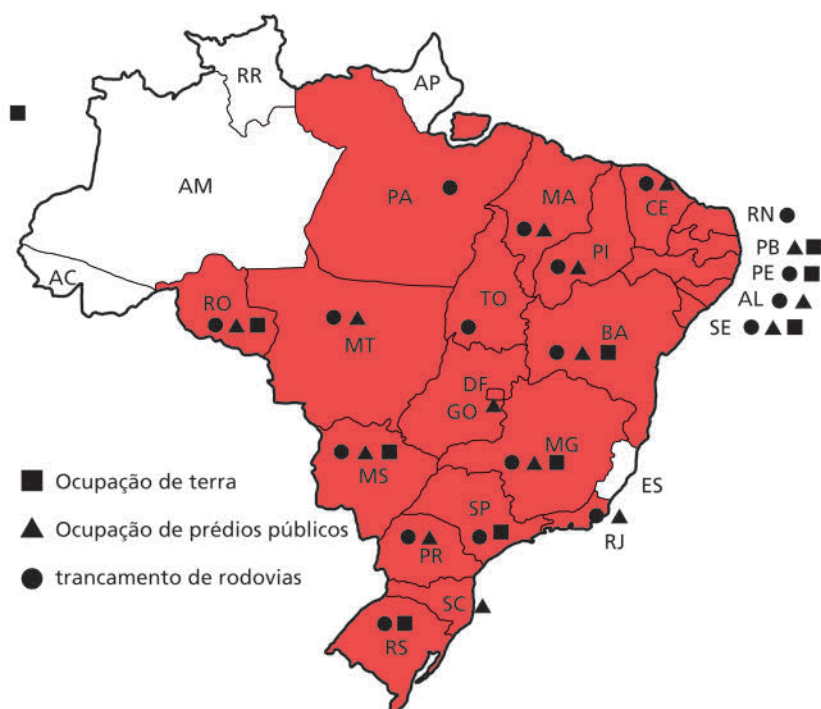 RR
AP
AM
PA
MA
CE
RN
PI
PB
PE
AC
AL
RO
TO
SE
MT
BA
DF
GO
MG
MS
ES
Ocupação de terra
SP
Ocupação de prédios públicos
RJ
PR
trancamento de rodovias
SC
RS